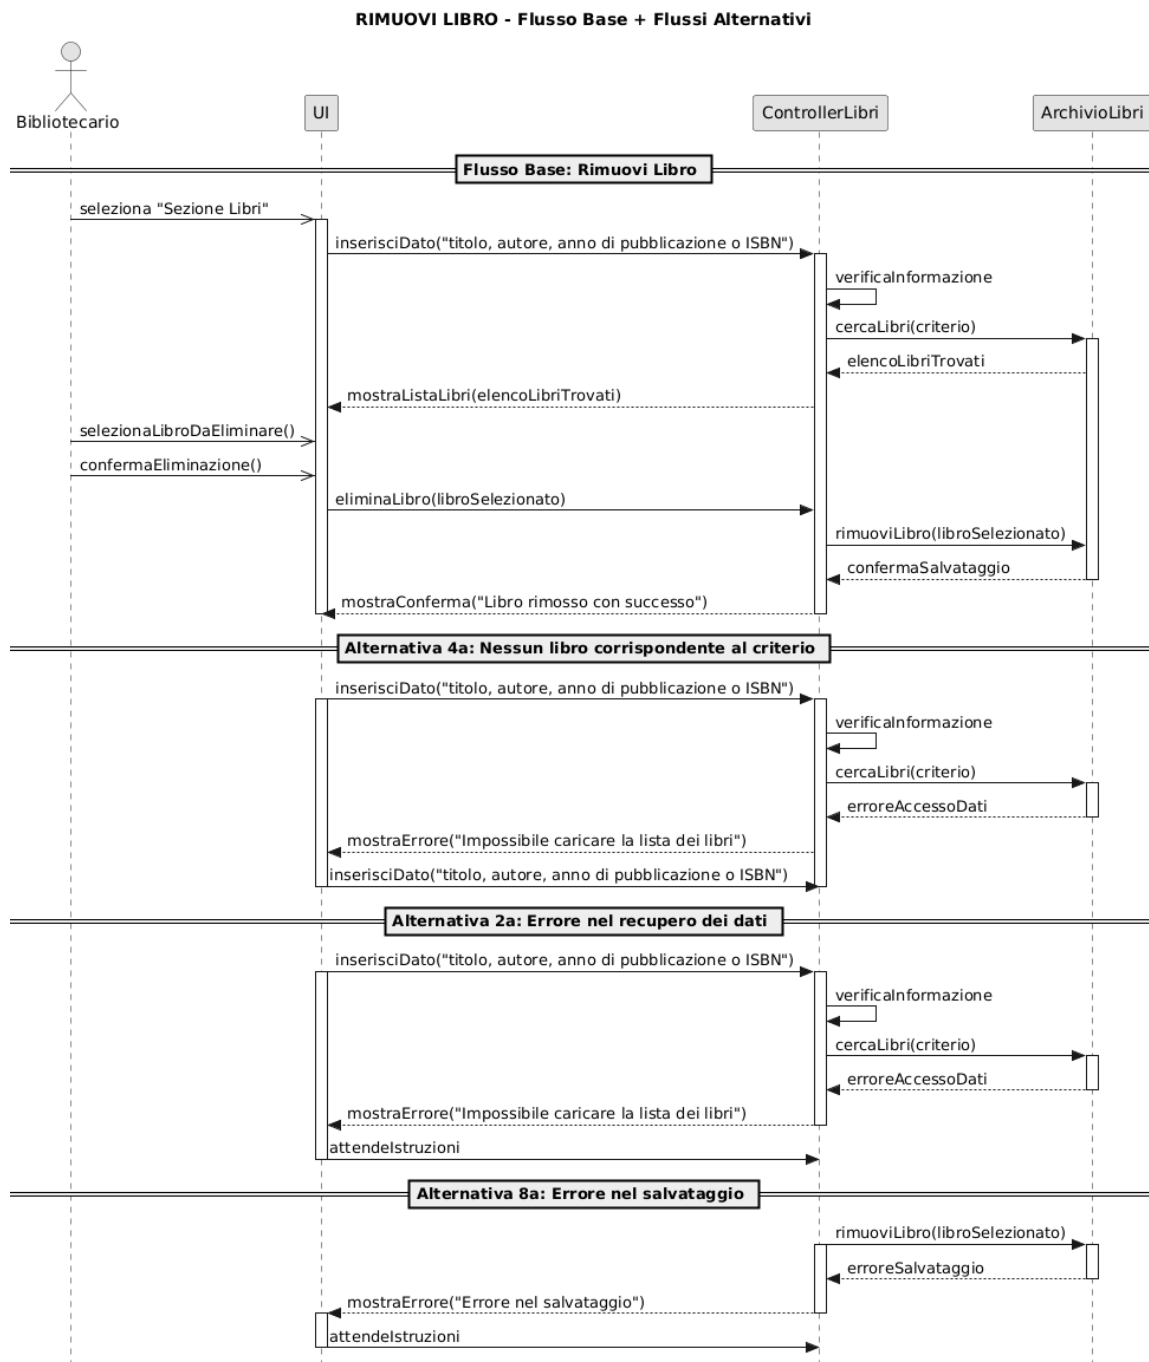 RIMUOVI LIBRO - Flusso Base + Flussi Alternativi
Bibliotecario
UI
ControllerLibri
ArchivioLibri
Flusso Base: Rimuovi Libro
seleziona "Sezione Libri"
inserisciDato("titolo, autore, anno di pubblicazione o ISBN")
verificaInformazione
cercaLibri(criterio)
elencoLibriTrovati
mostraListaLibri(elencoLibriTrovati)
selezionaLibroDaEliminare()
confermaEliminazione()
eliminaLibro(libroSelezionato)
rimuoviLibro(libroSelezionato)
confermaSalvataggio
mostraConferma("Libro rimosso con successo")
Alternativa 4a: Nessun libro corrispondente al criterio
inserisciDato("titolo, autore, anno di pubblicazione o ISBN")
verificaInformazione
cercaLibri(criterio)
erroreAccessoDati
mostraErrore("Impossibile caricare la lista dei libri")
inserisciDato("titolo, autore, anno di pubblicazione o ISBN")
Alternativa 2a: Errore nel recupero dei dati
inserisciDato("titolo, autore, anno di pubblicazione o ISBN")
verificaInformazione
cercaLibri(criterio)
erroreAccessoDati
mostraErrore("Impossibile caricare la lista dei libri")
attendeIstruzioni
Alternativa 8a: Errore nel salvataggio
rimuoviLibro(libroSelezionato)
erroreSalvataggio
mostraErrore("Errore nel salvataggio")
attendeIstruzioni